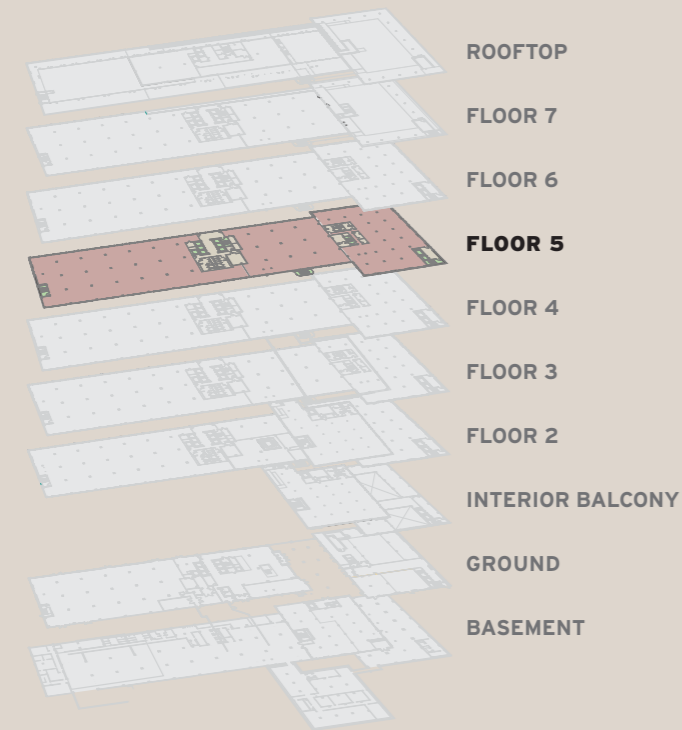 ROOFTOP
FLOOR 7
FLOOR 6
FLOOR 5
FLOOR 4
FLOOR 3
FLOOR 2
INTERIOR BALCONY
GROUND
BASEMENT